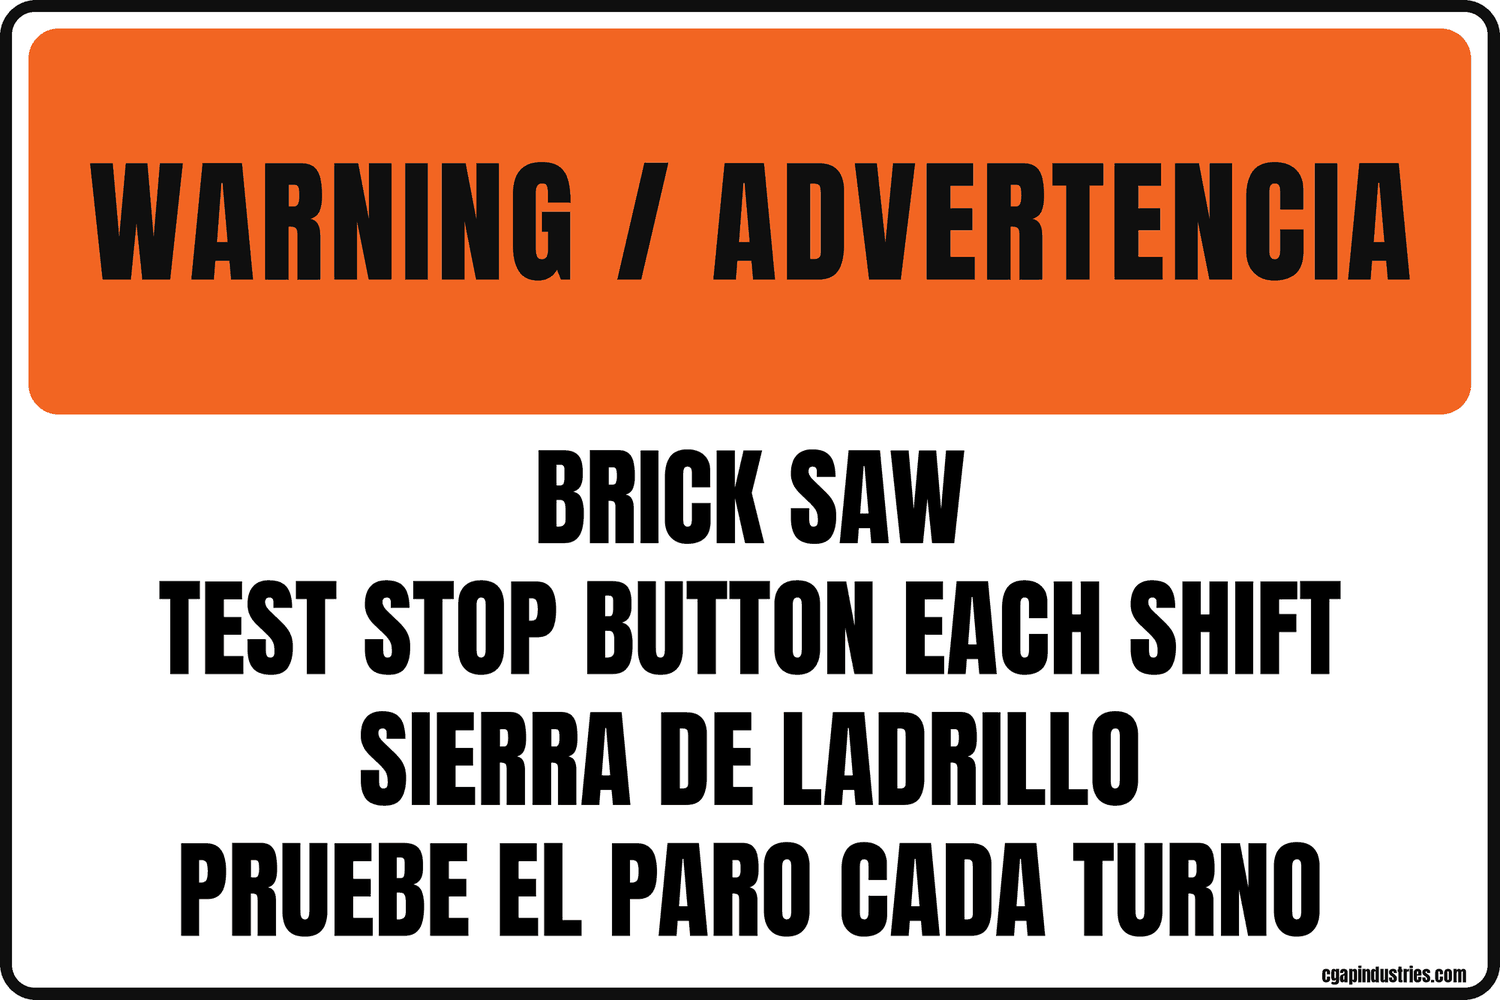 WARNING / ADVERTENCIA
BRICK SAW
TEST STOP BUTTON EACH SHIFT
SIERRA DE LADRILLO
PRUEBE EL PARO CADA TURNO
cgapindustries.com